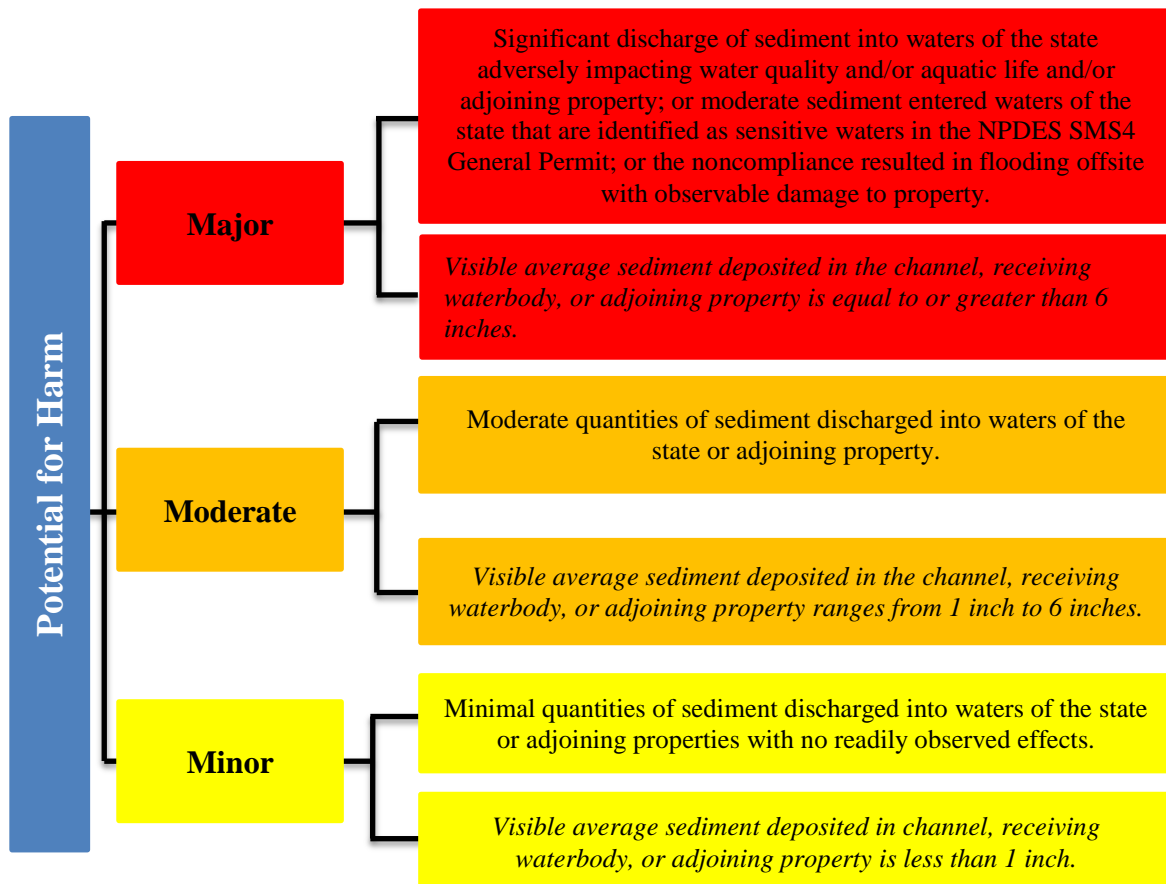 Potential for Harm
Major
Significant discharge of sediment into waters of the state
adversely impacting water quality and/or aquatic life and/or
adjoining property; or moderate sediment entered waters of the
state that are identified as sensitive waters in the NPDES SMS4
General Permit; or the noncompliance resulted in flooding offsite
with observable damage to property.
Visible average sediment deposited in the channel, receiving
waterbody, or adjoining property is equal to or greater than 6
inches.
Moderate
Moderate quantities of sediment discharged into waters of the
state or adjoining property.
Visible average sediment deposited in the channel, receiving
waterbody, or adjoining property ranges from 1 inch to 6 inches.
Minor
Minimal quantities of sediment discharged into waters of the state
or adjoining properties with no readily observed effects.
Visible average sediment deposited in channel, receiving
waterbody, or adjoining property is less than 1 inch.